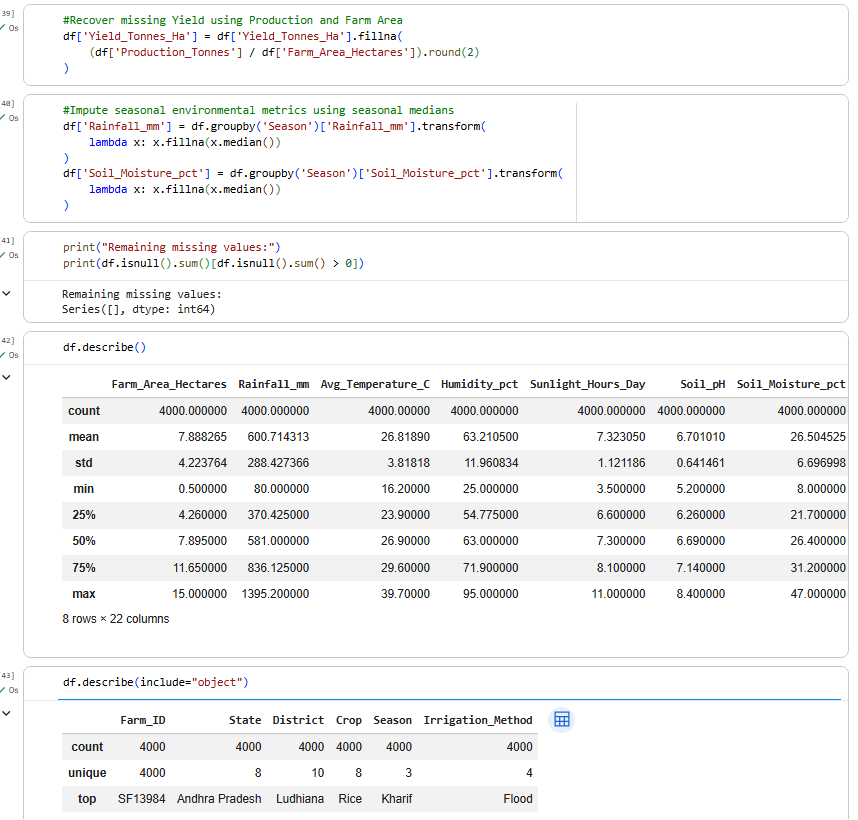 39]
0s
#Recover missing Yield using Production and Farm Area
df['Yield_Tonnes_Ha'] = df['Yield_Tonnes_Ha'].fillna(
(df['Production_Tonnes'] / df['Farm_Area_Hectares']).round(2)
)
40]
0s
#Impute seasonal environmental metrics using seasonal medians
df['Rainfall_mm'] = df.groupby('Season')['Rainfall_mm'].transform(
lambda x: x.fillna(x.median())
)
df['Soil_Moisture_pct'] = df.groupby('Season')['Soil_Moisture_pct'].transform(
lambda x: x.fillna(x.median())
)
41]
0s
print("Remaining missing values:")
print(df.isnull().sum()[df.isnull().sum() > 0])
Remaining missing values:
Series([], dtype: int64)
42]
0s
df.describe()
Farm_Area_Hectares Rainfall_mm Avg_Temperature_C Humidity_pct Sunlight_Hours_Day Soil_pH Soil_Moisture_pct
count 4000.000000 4000.000000 4000.00000 4000.000000 4000.000000 4000.000000 4000.000000
mean 7.888265 600.714313 26.81890 63.210500 7.323050 6.701010 26.504525
std 4.223764 288.427366 3.81818 11.960834 1.121186 0.641461 6.696998
min 0.500000 80.000000 16.20000 25.000000 3.500000 5.200000 8.000000
25% 4.260000 370.425000 23.90000 54.775000 6.600000 6.260000 21.700000
50% 7.895000 581.000000 26.90000 63.000000 7.300000 6.690000 26.400000
75% 11.650000 836.125000 29.60000 71.900000 8.100000 7.140000 31.200000
max 15.000000 1395.200000 39.70000 95.000000 11.000000 8.400000 47.000000
8 rows × 22 columns
43]
0s
df.describe(include="object")
Farm_ID State District Crop Season Irrigation_Method
count 4000 4000 4000 4000 4000 4000
unique 4000 8 10 8 3 4
top SF13984 Andhra Pradesh Ludhiana Rice Kharif Flood